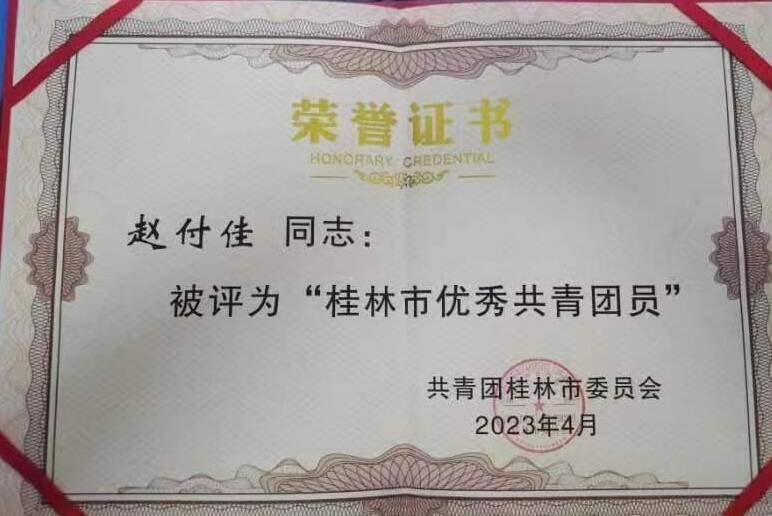 荣誉证书
HONORARY CREDENTIAL
赵付佳 同志：
被评为“桂林市优秀共青团员”
共青团桂林市委员会
2023年4月